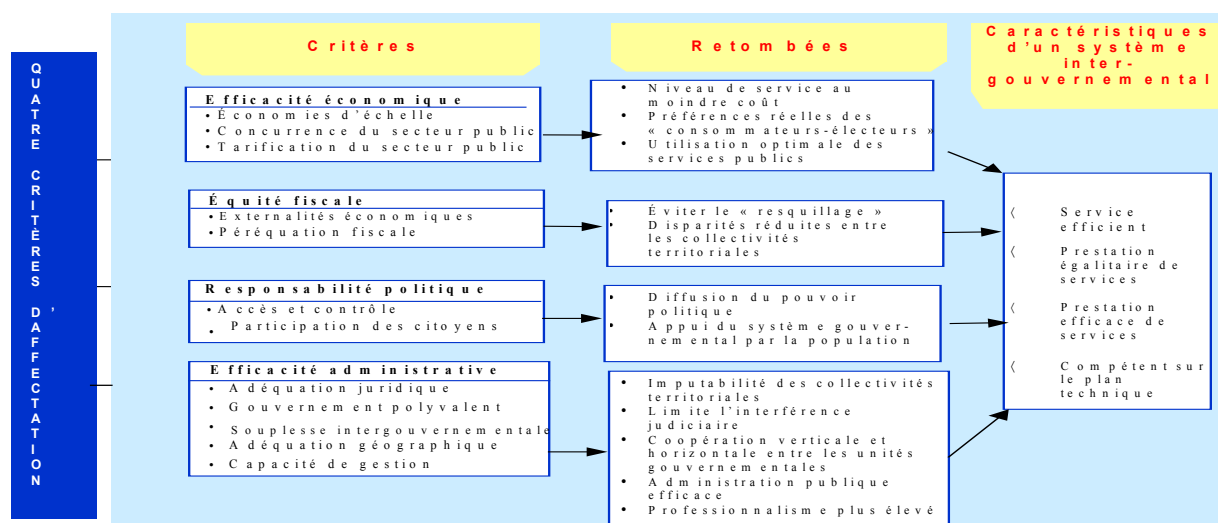 QUATRE CRITÈRES D'AFFECTATION
Critères
Retombées
Caractéristiques
d'un système
inter-
gouvernemental
Efficacité économique
• Économies d'échelle
• Concurrence du secteur public
• Tarification du secteur public
• Niveau de service au
moindre coût
• Préférences réelles des
« consommateurs-électeurs »
• Utilisation optimale des
services publics
Équité fiscale
• Externalités économiques
• Péréquation fiscale
• Éviter le « resquillage »
• Disparités réduites entre
les collectivités
territoriales
Responsabilité politique
• Accès et contrôle
• Participation des citoyens
• Diffusion du pouvoir
politique
• Appui du système gouver-
nemental par la population
Efficacité administrative
• Adéquation juridique
• Gouvernement polyvalent
• Souplesse intergouvernementale
• Adéquation géographique
• Capacité de gestion
• Imputabilité des collectivités
territoriales
• Limite l'interférence
judiciaire
• Coopération verticale et
horizontale entre les unités
gouvernementales
• Administration publique
efficace
• Professionnalisme plus élevé
〈 Service
efficient
〈 Prestation
égalitaire de
services
〈 Prestation
efficace de
services
〈 Compétent sur
le plan
technique